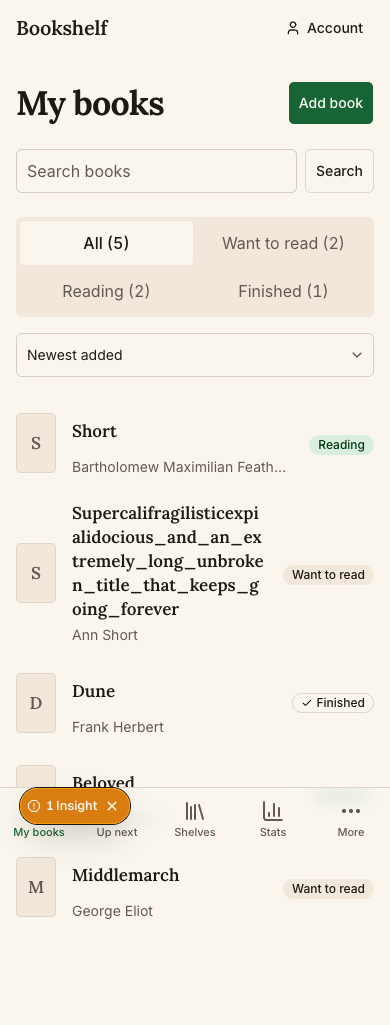 Bookshelf
Account
My books
Add book
Search books
Search
All (5)
Want to read (2)
Reading (2)
Finished (1)
Newest added
S
Short
Bartholomew Maximilian Feath...
Reading
S
Supercalifragilisticexpi
alidocious_and_an_ex
tremely_long_unbroke
n_title_that_keeps_g
oing_forever
Ann Short
Want to read
D
Dune
Frank Herbert
Finished
Beloved
1 Insight
My books
Up next
Shelves
Stats
More
M
Middlemarch
George Eliot
Want to read